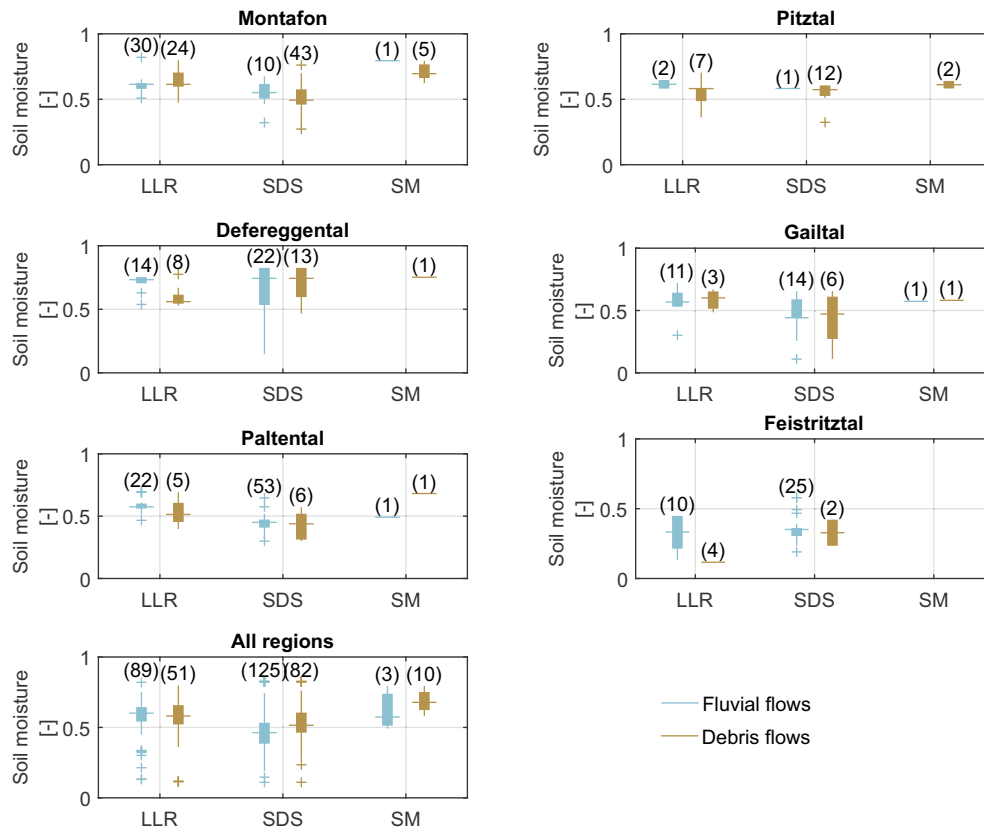 Montafon
Soil moisture
[-]
1
0.5
0
(30)
(24)
(10)
(43)
(1)
(5)
LLR
SDS
SM
Pitztal
Soil moisture
[-]
1
0.5
0
(2)
(7)
(1)
(12)
(2)
LLR
SDS
SM
Defereggental
Soil moisture
[-]
1
0.5
0
(14)
(8)
(22)
(13)
(1)
LLR
SDS
SM
Gailtal
Soil moisture
[-]
1
0.5
0
(11)
(3)
(14)
(6)
(1)
(1)
LLR
SDS
SM
Paltental
Soil moisture
[-]
1
0.5
0
(22)
(5)
(53)
(6)
(1)
(1)
LLR
SDS
SM
Feistritztal
Soil moisture
[-]
1
0.5
0
(10)
(4)
(25)
(2)
LLR
SDS
SM
All regions
Soil moisture
[-]
1
0.5
0
(89)
(51)
(125)
(82)
(3)
(10)
LLR
SDS
SM
Fluvial flows
Debris flows